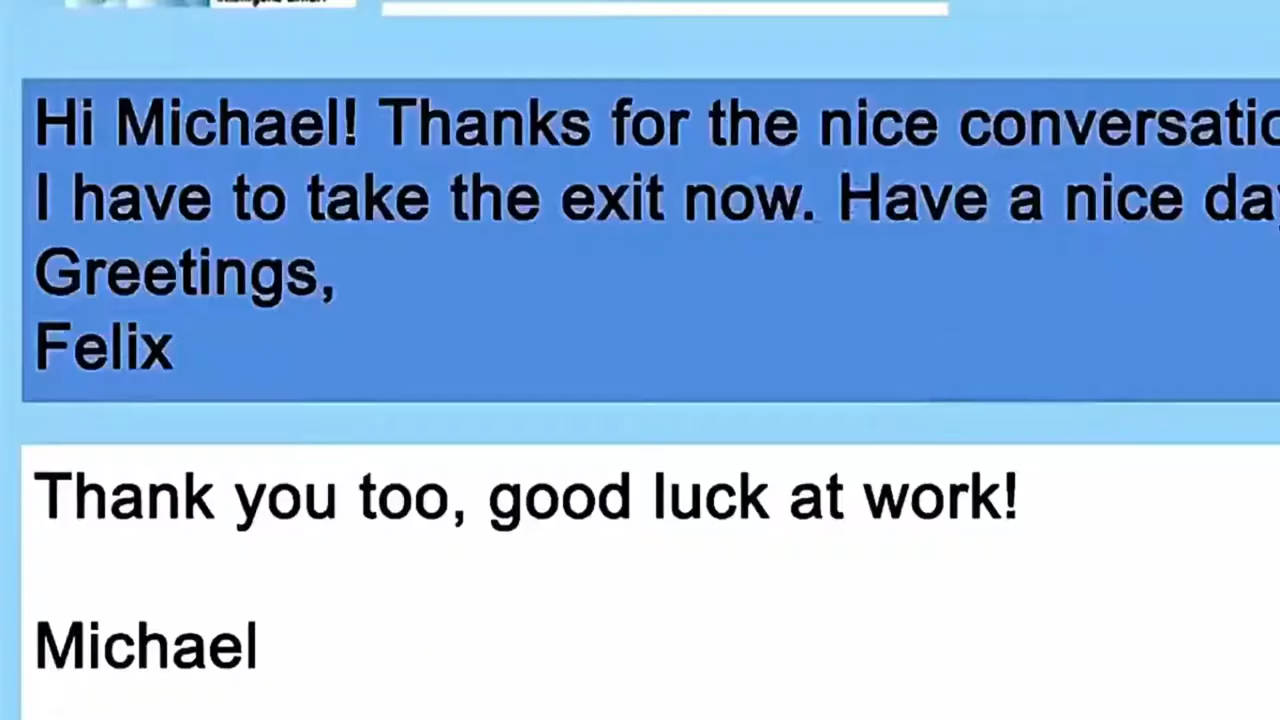 Hi Michael! Thanks for the nice
I have to take the exit now. Have a nice
Greetings,
Felix
Thank you too, good luck at work!
Michael